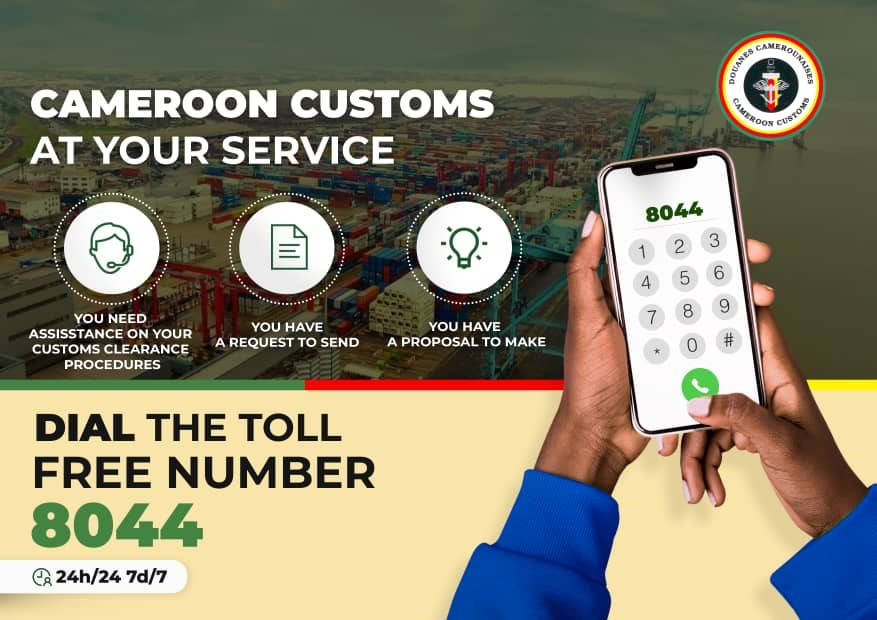 CAMEROON CUSTOMS
AT YOUR SERVICE
DOUANES CAMEROUNAISES
CAMEROON CUSTOMS
YOU NEED
ASSISSTANCE ON YOUR
CUSTOMS CLEARANCE
PROCEDURES
YOU HAVE
A REQUEST TO SEND
YOU HAVE
A PROPOSAL TO MAKE
8044
1 2 3
4 5 6
7 8 9
* 0 #
DIAL THE TOLL
FREE NUMBER
8044
24h/24 7d/7